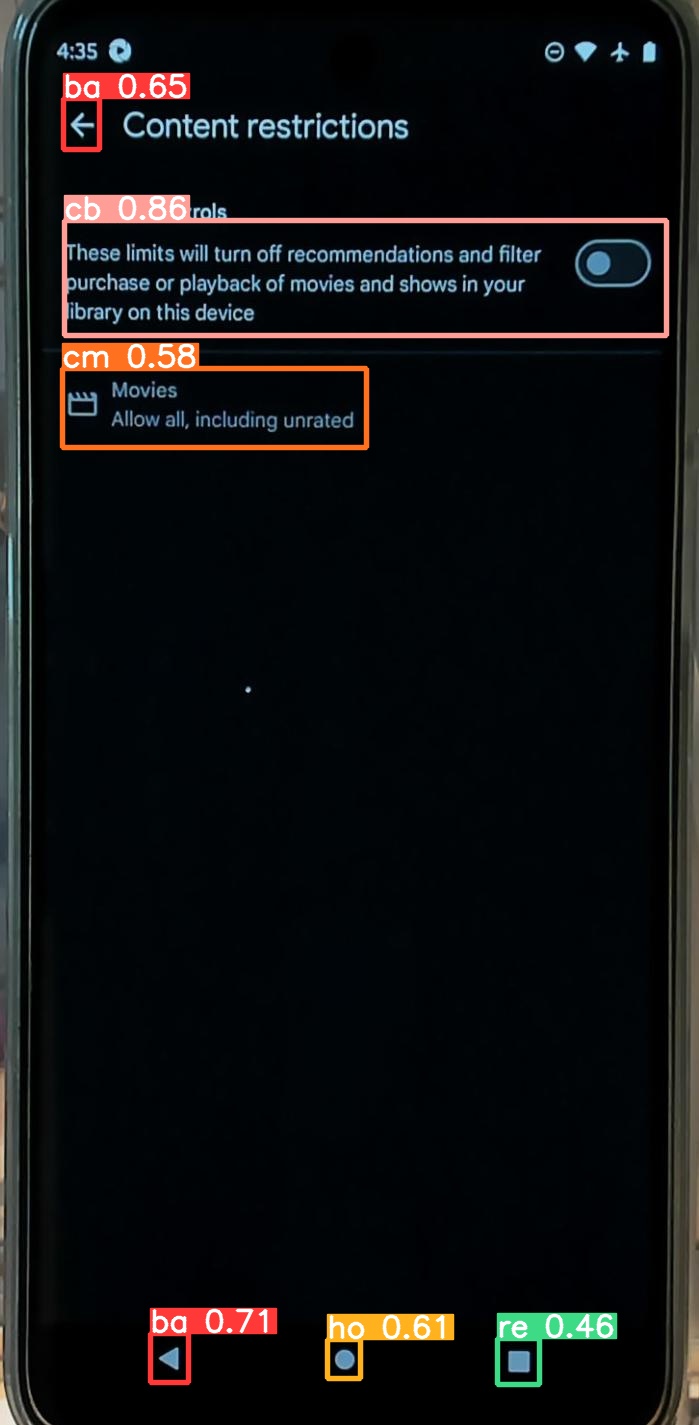 4:35
ba 0.65
Content restrictions
cb 0.86
rols
These limits will turn off recommendations and filter
purchase or playback of movies and shows in your
library on this device
cm 0.58
Movies
Allow all, including unrated
ba 0.71
ho 0.61
re 0.46